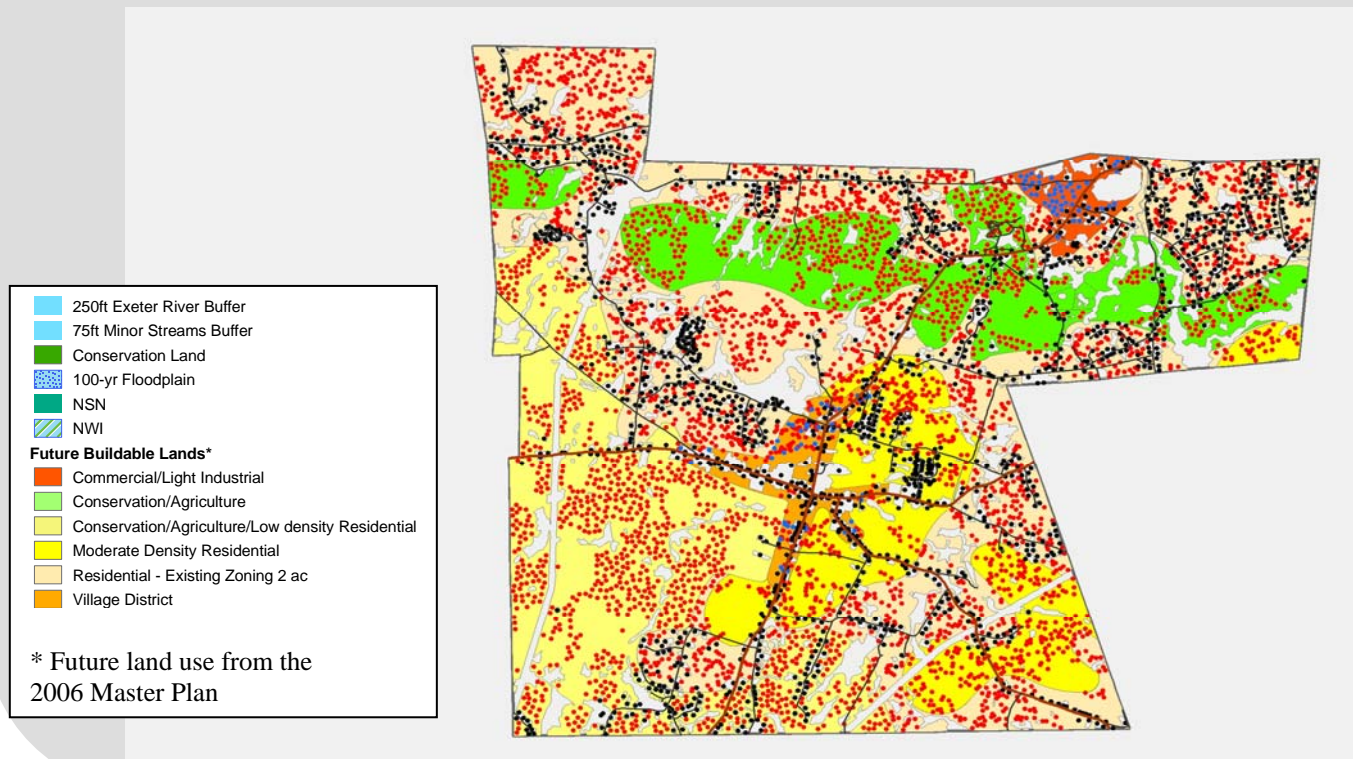 250ft Exeter River Buffer
75ft Minor Streams Buffer
Conservation Land
100-yr Floodplain
NSN
NWI
Future Buildable Lands*
Commercial/Light Industrial
Conservation/Agriculture
Conservation/Agriculture/Low density Residential
Moderate Density Residential
Residential - Existing Zoning 2 ac
Village District
* Future land use from the
2006 Master Plan